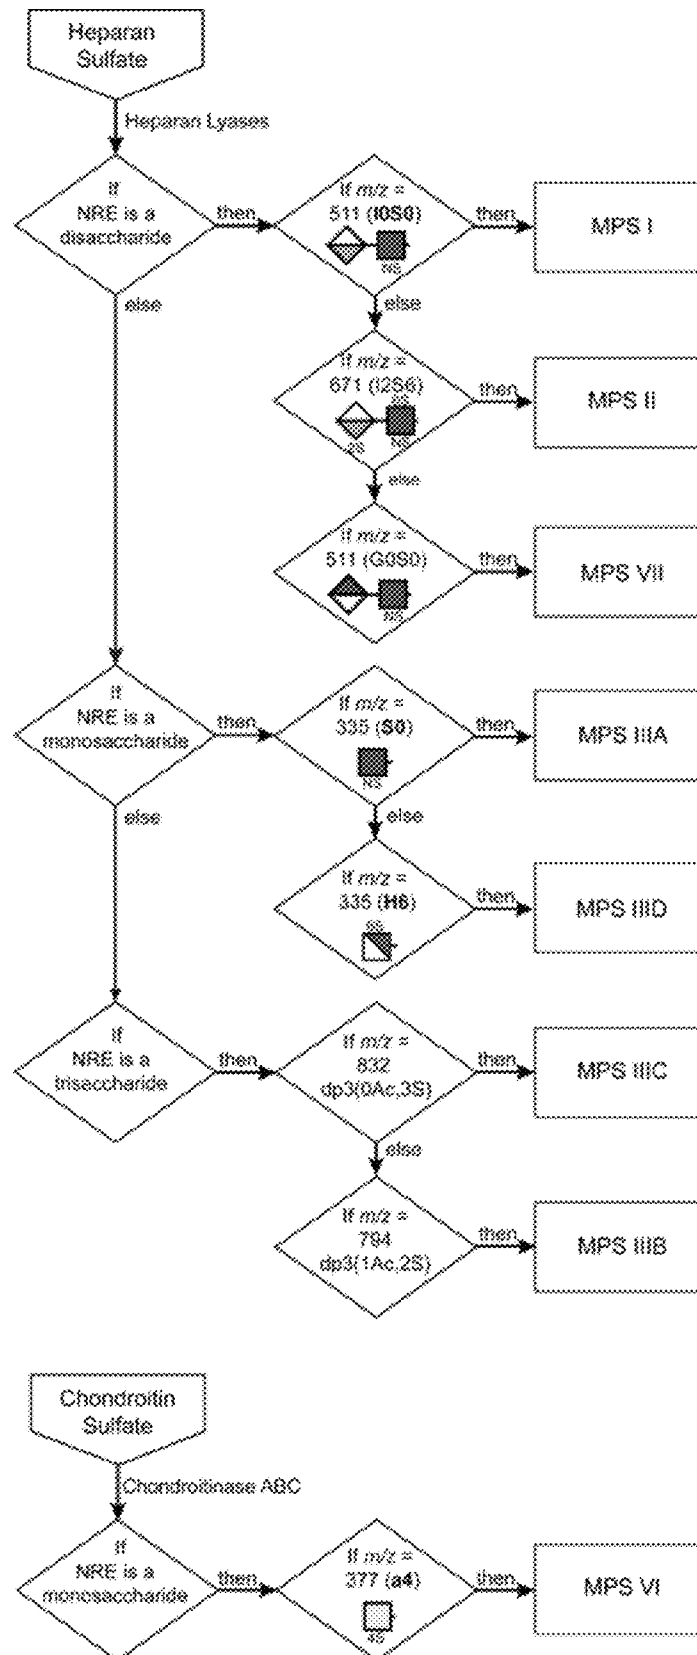 Heparan
Sulfate
Heparan Lyases
If
NRE is a
disaccharide
then
If m/z =
511 (I0S0)
NS
then
MPS I
else
else
If m/z =
671 (I2S6)
6S
2S
NS
then
MPS II
else
If m/z =
511 (G0S0)
NS
then
MPS VII
If
NRE is a
monosaccharide
then
If m/z =
335 (S0)
NS
then
MPS IIIA
else
else
If m/z =
335 (H6)
6S
then
MPS IIID
If
NRE is a
trisaccharide
then
If m/z =
832
dp3(0Ac,3S)
then
MPS IIIC
else
If m/z =
794
dp3(1Ac,2S)
then
MPS IIIB
Chondroitin
Sulfate
Chondroitinase ABC
If
NRE is a
monosaccharide
then
If m/z =
377 (a4)
4S
then
MPS VI